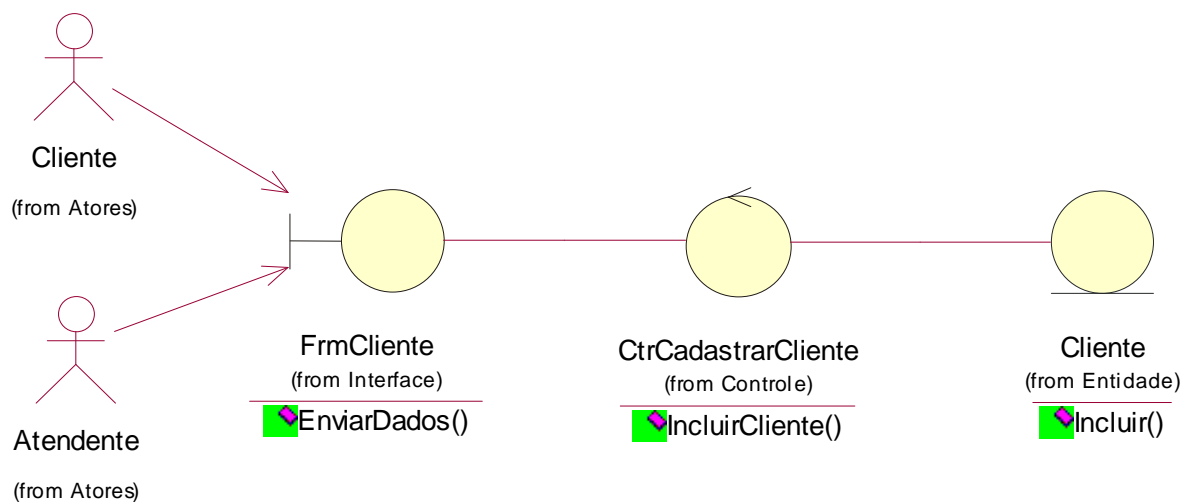 Cliente
(from Atores)
Atendente
(from Atores)
FrmCliente
(from Interface)
EnviarDados()
CtrCadastrarCliente
(from Controle)
IncluirCliente()
Cliente
(from Entidade)
Incluir()